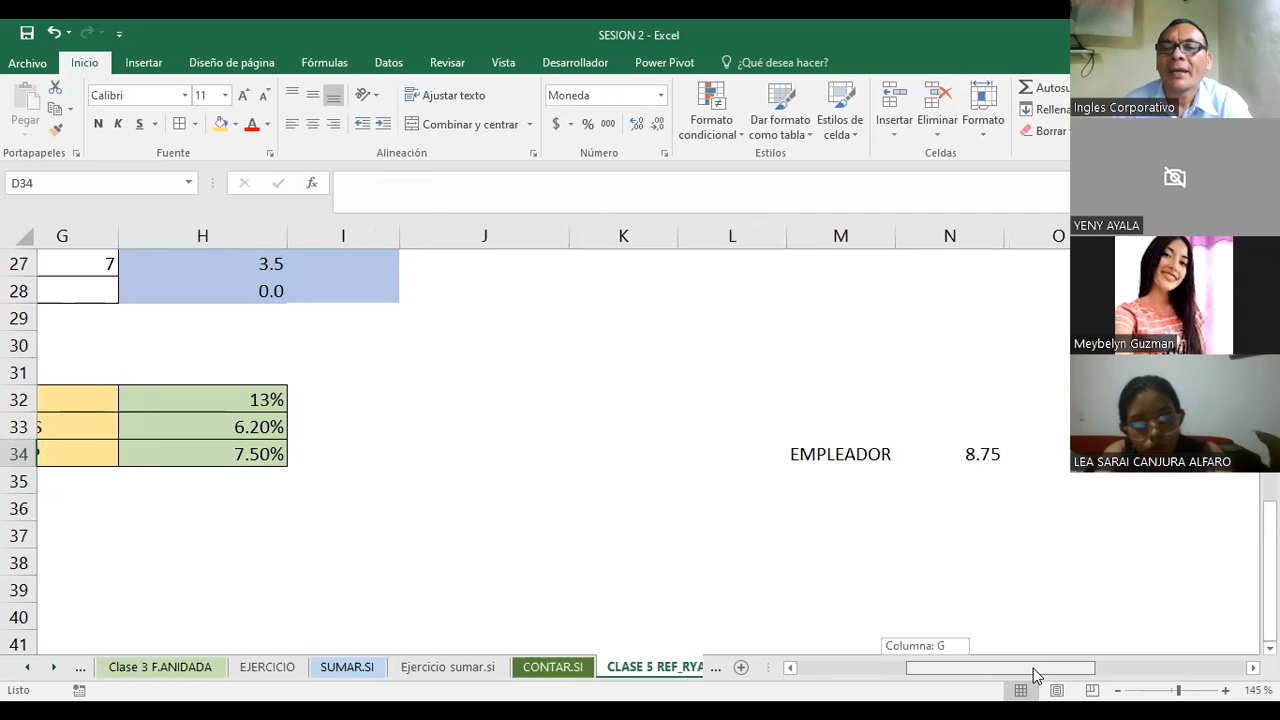 SESION 2 - Excel
Archivo Inicio Insertar Diseño de página Fórmulas Datos Revisar Vista Desarrollador Power Pivot ¿Qué desea hacer?
Pegar
Calibri 11 A A
N K S A
Ajustar texto
Combinar y centrar
Moneda
$ % 000
Formato condicional
Dar formato como tabla
Estilos de celda
Insertar Eliminar Formato
Autosu
Rellena
Borrar
Portapapeles Fuente Alineación Número Estilos Celdas
D34 fx
G H I J K L M N O
27 7 3.5
28 0.0
29
30
31
32 13%
33 S 6.20%
34 7.50% EMPLEADOR 8.75
35
36
37
38
39
40
41
Columna: G
... Clase 3 F.ANIDADA EJERCICIO SUMAR.SI Ejercicio sumar.si CONTAR.SI CLASE 5 REF_RYA ...
Listo 145 %
Ingles Corporativo
YENY AYALA
Meybelyn Guzman
LEA SARAI CANJURA ALFARO